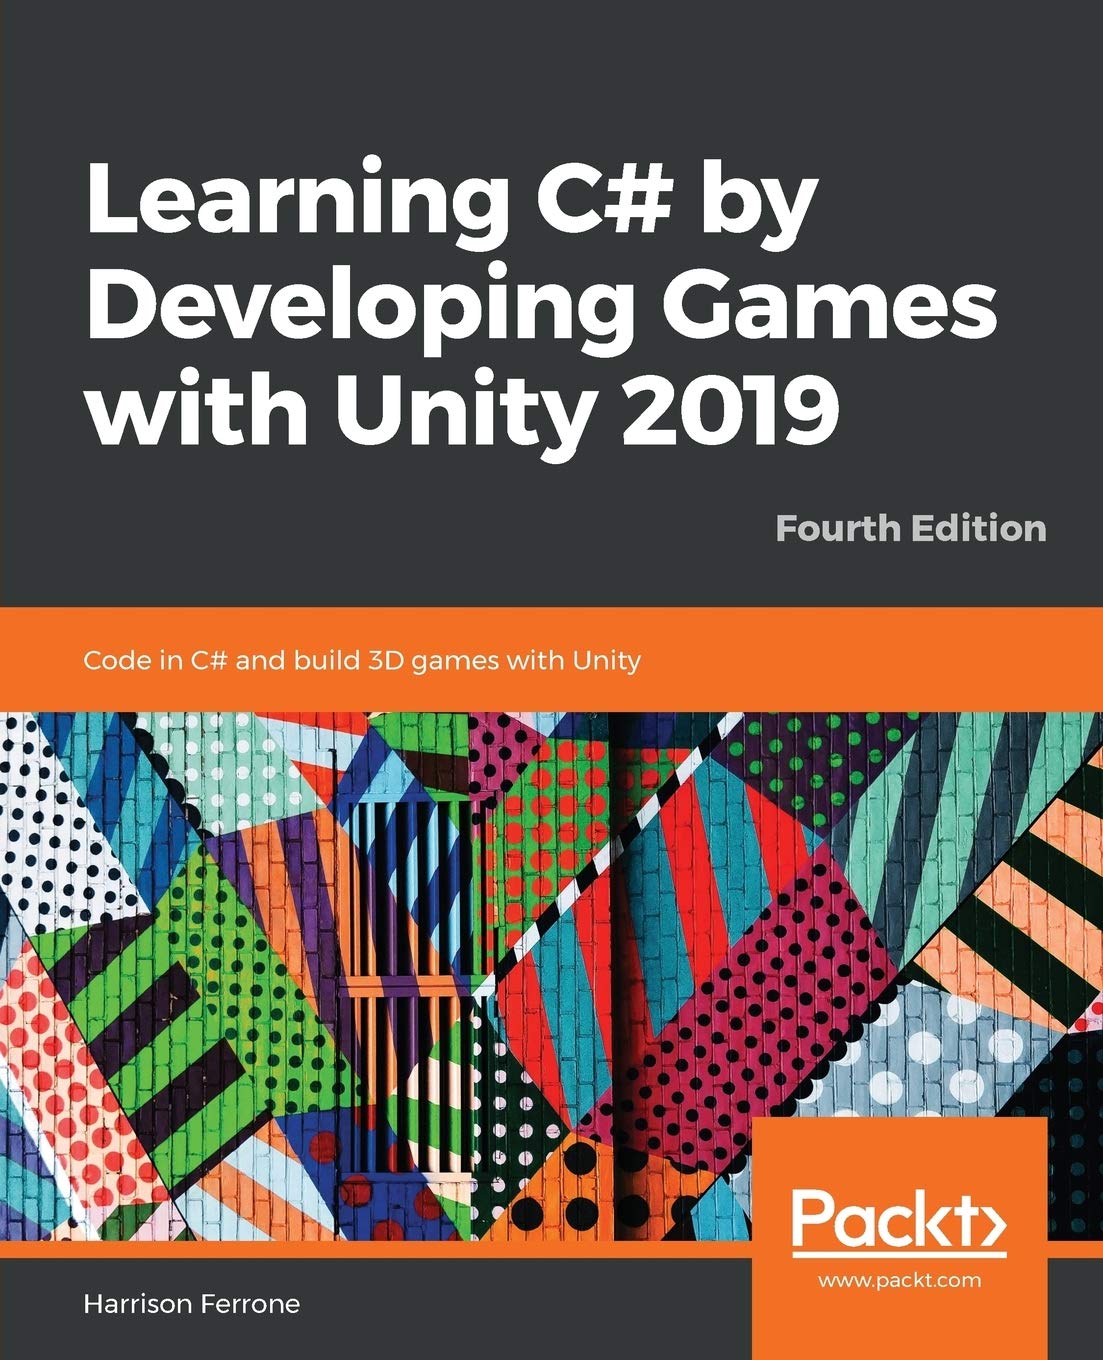 Learning C# by
Developing Games
with Unity 2019
Fourth Edition
Code in C# and build 3D games with Unity
Packt>
www.packt.com
Harrison Ferrone